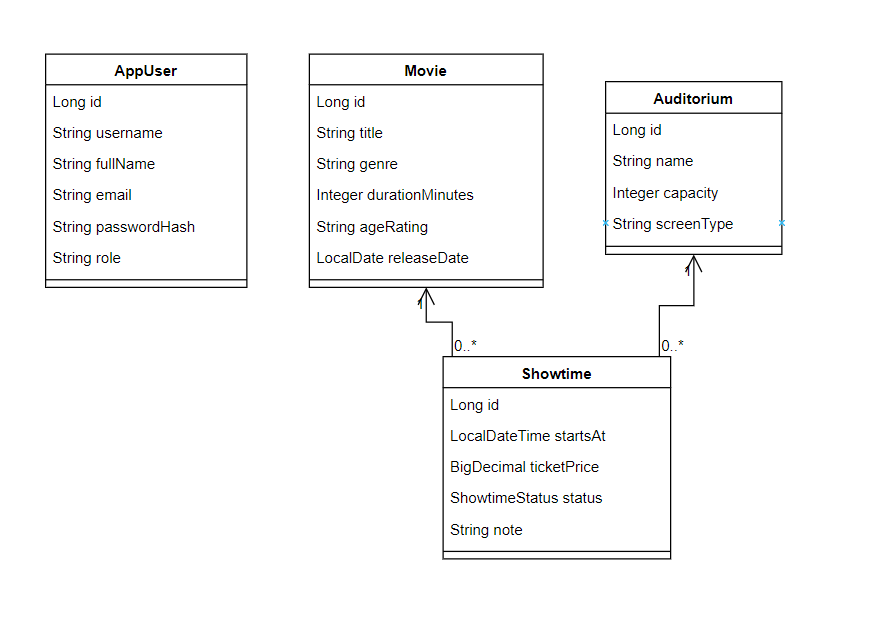 AppUser
Long id
String username
String fullName
String email
String passwordHash
String role
Movie
Long id
String title
String genre
Integer durationMinutes
String ageRating
LocalDate releaseDate
Auditorium
Long id
String name
Integer capacity
String screenType
1
0..*
1
0..*
Showtime
Long id
LocalDateTime startsAt
BigDecimal ticketPrice
ShowtimeStatus status
String note